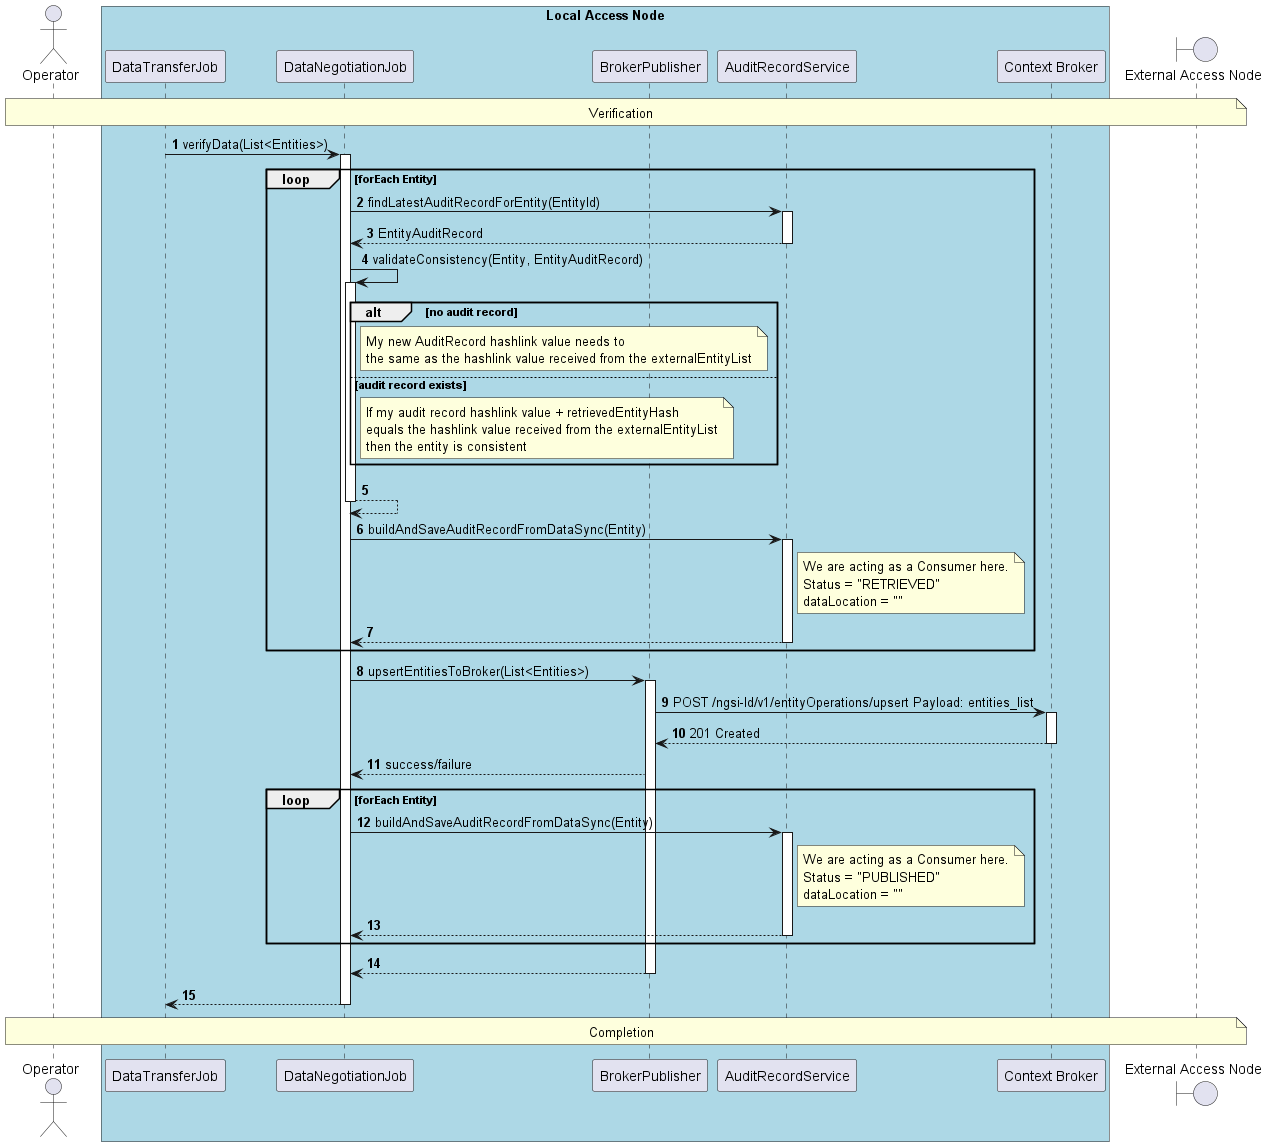 Local Access Node
Operator
DataTransferJob
DataNegotiationJob
BrokerPublisher
AuditRecordService
Context Broker
External Access Node
Verification
1 verifyData(List<Entities>)
loop [forEach Entity]
2 findLatestAuditRecordForEntity(EntityId)
3 EntityAuditRecord
4 validateConsistency(Entity, EntityAuditRecord)
alt [no audit record]
My new AuditRecord hashlink value needs to
the same as the hashlink value received from the externalEntityList
[audit record exists]
If my audit record hashlink value + retrievedEntityHash
equals the hashlink value received from the externalEntityList
then the entity is consistent
5
6 buildAndSaveAuditRecordFromDataSync(Entity)
We are acting as a Consumer here.
Status = "RETRIEVED"
dataLocation = ""
7
8 upsertEntitiesToBroker(List<Entities>)
9 POST /ngsi-ld/v1/entityOperations/upsert Payload: entities_list
10 201 Created
11 success/failure
loop [forEach Entity]
12 buildAndSaveAuditRecordFromDataSync(Entity)
We are acting as a Consumer here.
Status = "PUBLISHED"
dataLocation = ""
13
14
15
Completion
Operator
DataTransferJob
DataNegotiationJob
BrokerPublisher
AuditRecordService
Context Broker
External Access Node